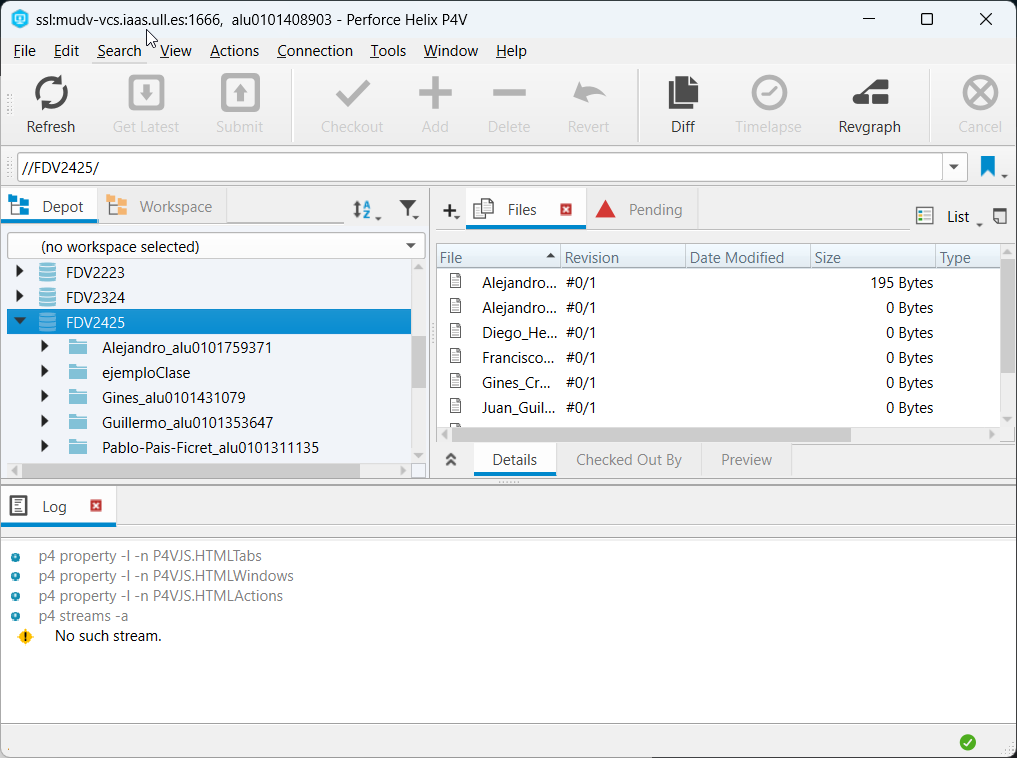 ssl:mudv-vcs.iaas.ull.es:1666, alu0101408903 - Perforce Helix P4V
File Edit Search View Actions Connection Tools Window Help
Refresh Get Latest Submit Checkout Add Delete Revert Diff Timelapse Revgraph Cancel
//FDV2425/
Depot Workspace
(no workspace selected)
FDV2223
FDV2324
FDV2425
Alejandro_alu0101759371
ejemploClase
Gines_alu0101431079
Guillermo_alu0101353647
Pablo-Pais-Ficret_alu0101311135
Files Pending List
File Revision Date Modified Size Type
Alejandro... #0/1 195 Bytes
Alejandro... #0/1 0 Bytes
Diego_He... #0/1 0 Bytes
Francisco... #0/1 0 Bytes
Gines_Cr... #0/1 0 Bytes
Juan_Guil... #0/1 0 Bytes
Details Checked Out By Preview
Log
p4 property -l -n P4VJS.HTMLTabs
p4 property -l -n P4VJS.HTMLWindows
p4 property -l -n P4VJS.HTMLActions
p4 streams -a
No such stream.